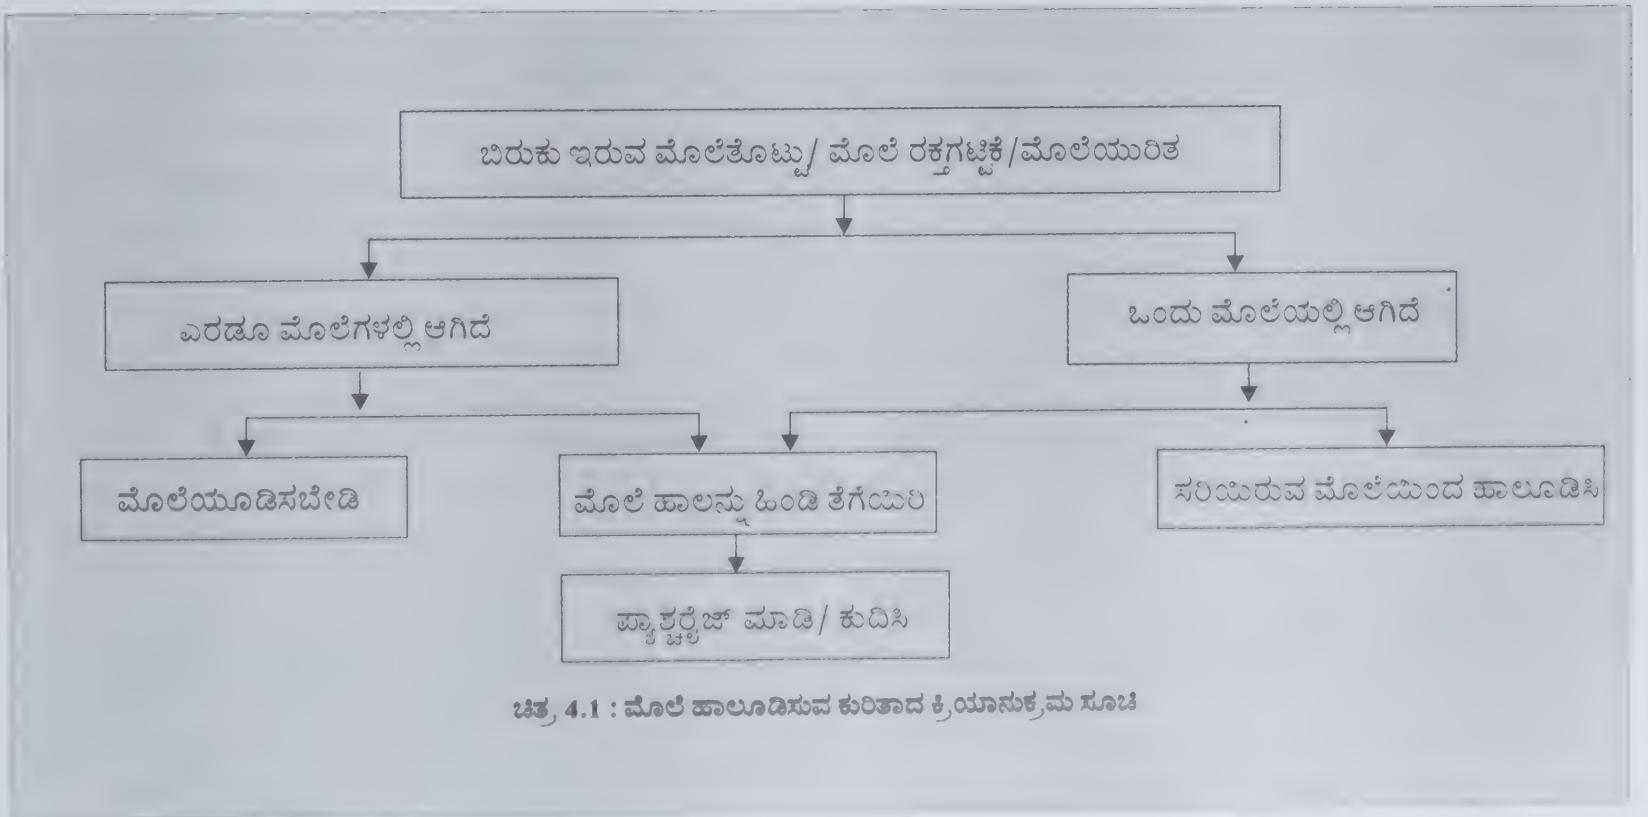 ಬಿರುಕು ಇರುವ ಮೊಲೆತೊಟ್ಟು/ ಮೊಲೆ ರಕ್ತಗಟ್ಟಿಕೆ/ಮೊಲೆಯುರಿತ
ಎರಡೂ ಮೊಲೆಗಳಲ್ಲಿ ಆಗಿದೆ
ಒಂದು ಮೊಲೆಯಲ್ಲಿ ಆಗಿದೆ
ಮೊಲೆಯೂಡಿಸಬೇಡಿ
ಮೊಲೆ ಹಾಲನ್ನು ಹಿಂಡಿ ತೆಗೆಯಿರಿ
ಸರಿಯಿರುವ ಮೊಲೆಯಿಂದ ಹಾಲೂಡಿಸಿ
ಪ್ಯಾಶ್ಚರೈಜ್ ಮಾಡಿ/ ಕುದಿಸಿ
ಚಿತ್ರ 4.1 : ಮೊಲೆ ಹಾಲೂಡಿಸುವ ಕುರಿತಾದ ಕ್ರಿಯಾನುಕ್ರಮ ಸೂಚಿ